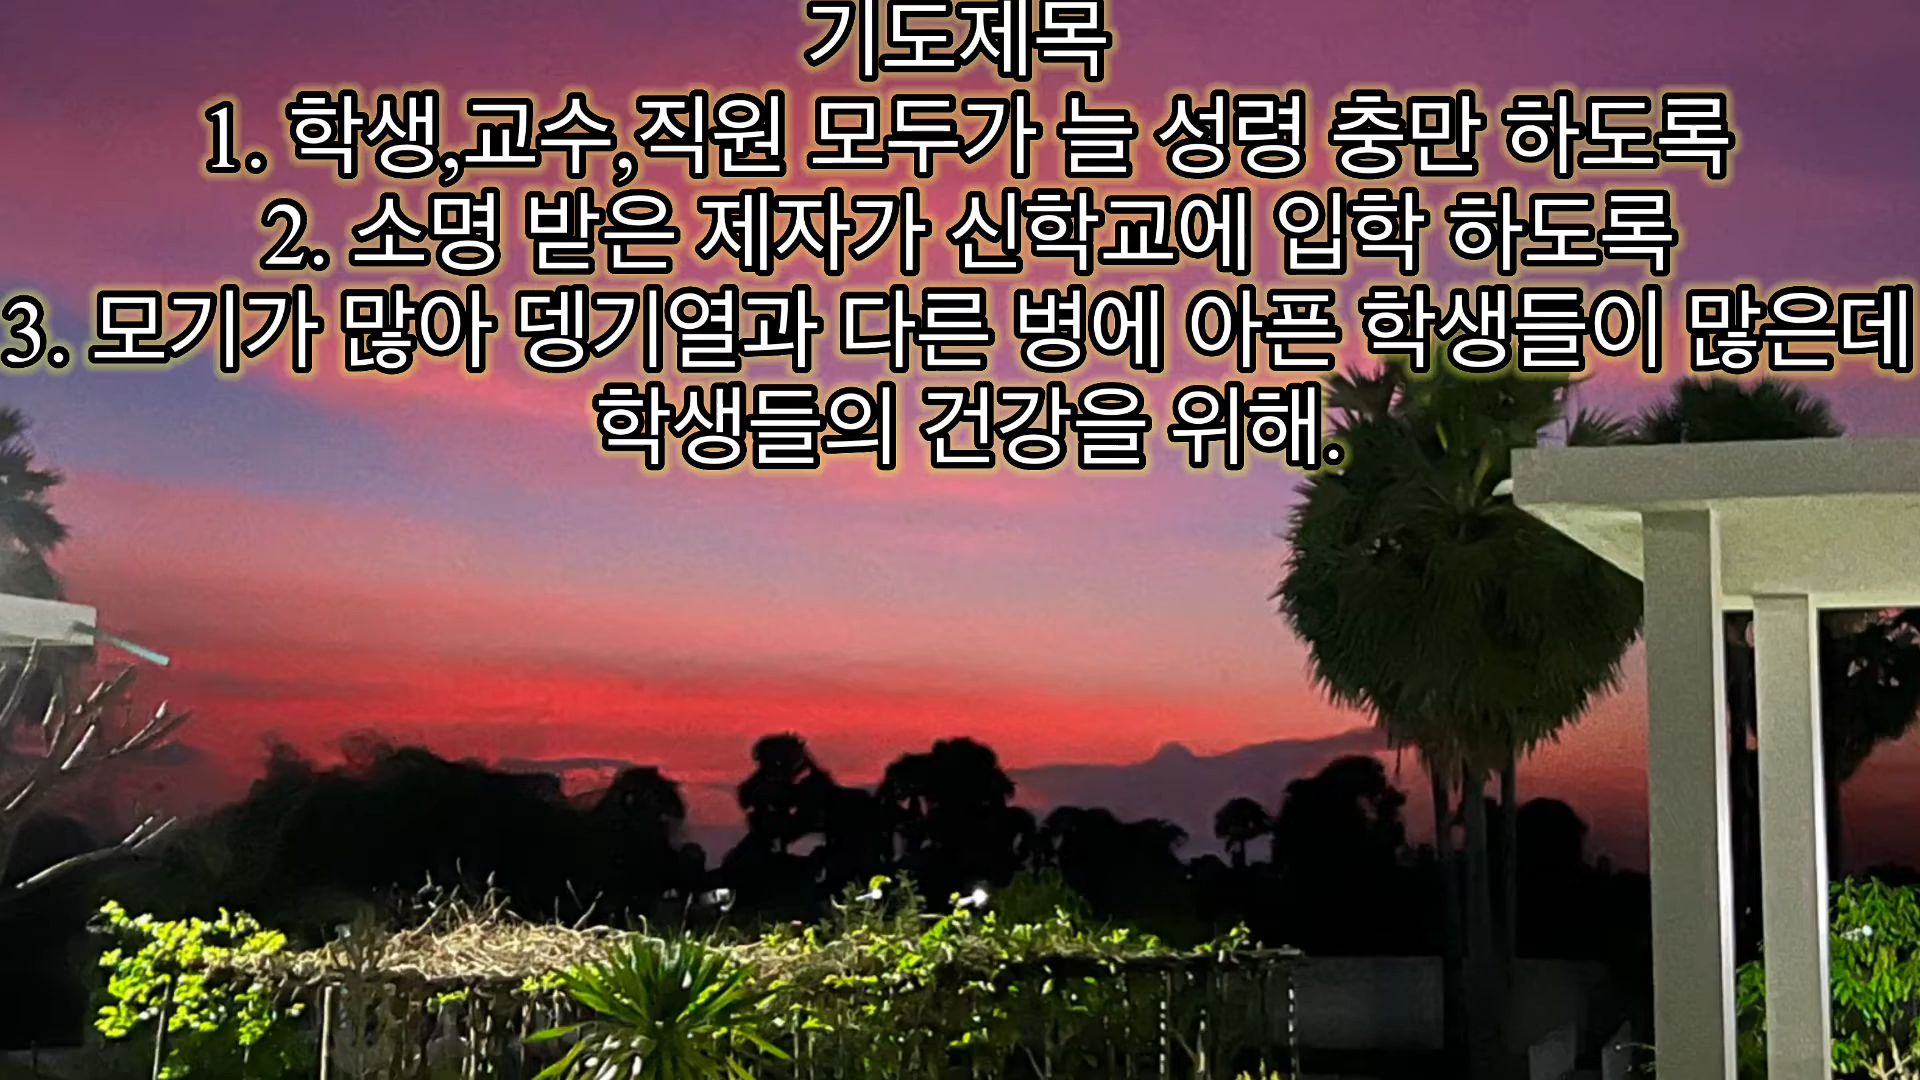 기도제목
1. 학생,교수,직원 모두가 늘 성령 충만 하도록
2. 소명 받은 제자가 신학교에 입학 하도록
3. 모기가 많아 뎅기열과 다른 병에 아픈 학생들이 많은데
학생들의 건강을 위해.